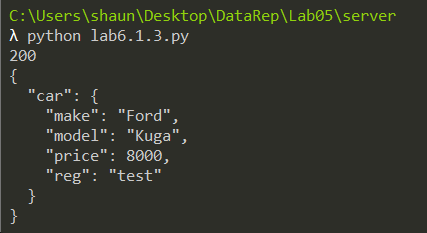 C:\Users\shaun\Desktop\DataRep\Lab05\server
λ python lab6.1.3.py
200
{
  "car": {
    "make": "Ford",
    "model": "Kuga",
    "price": 8000,
    "reg": "test"
  }
}